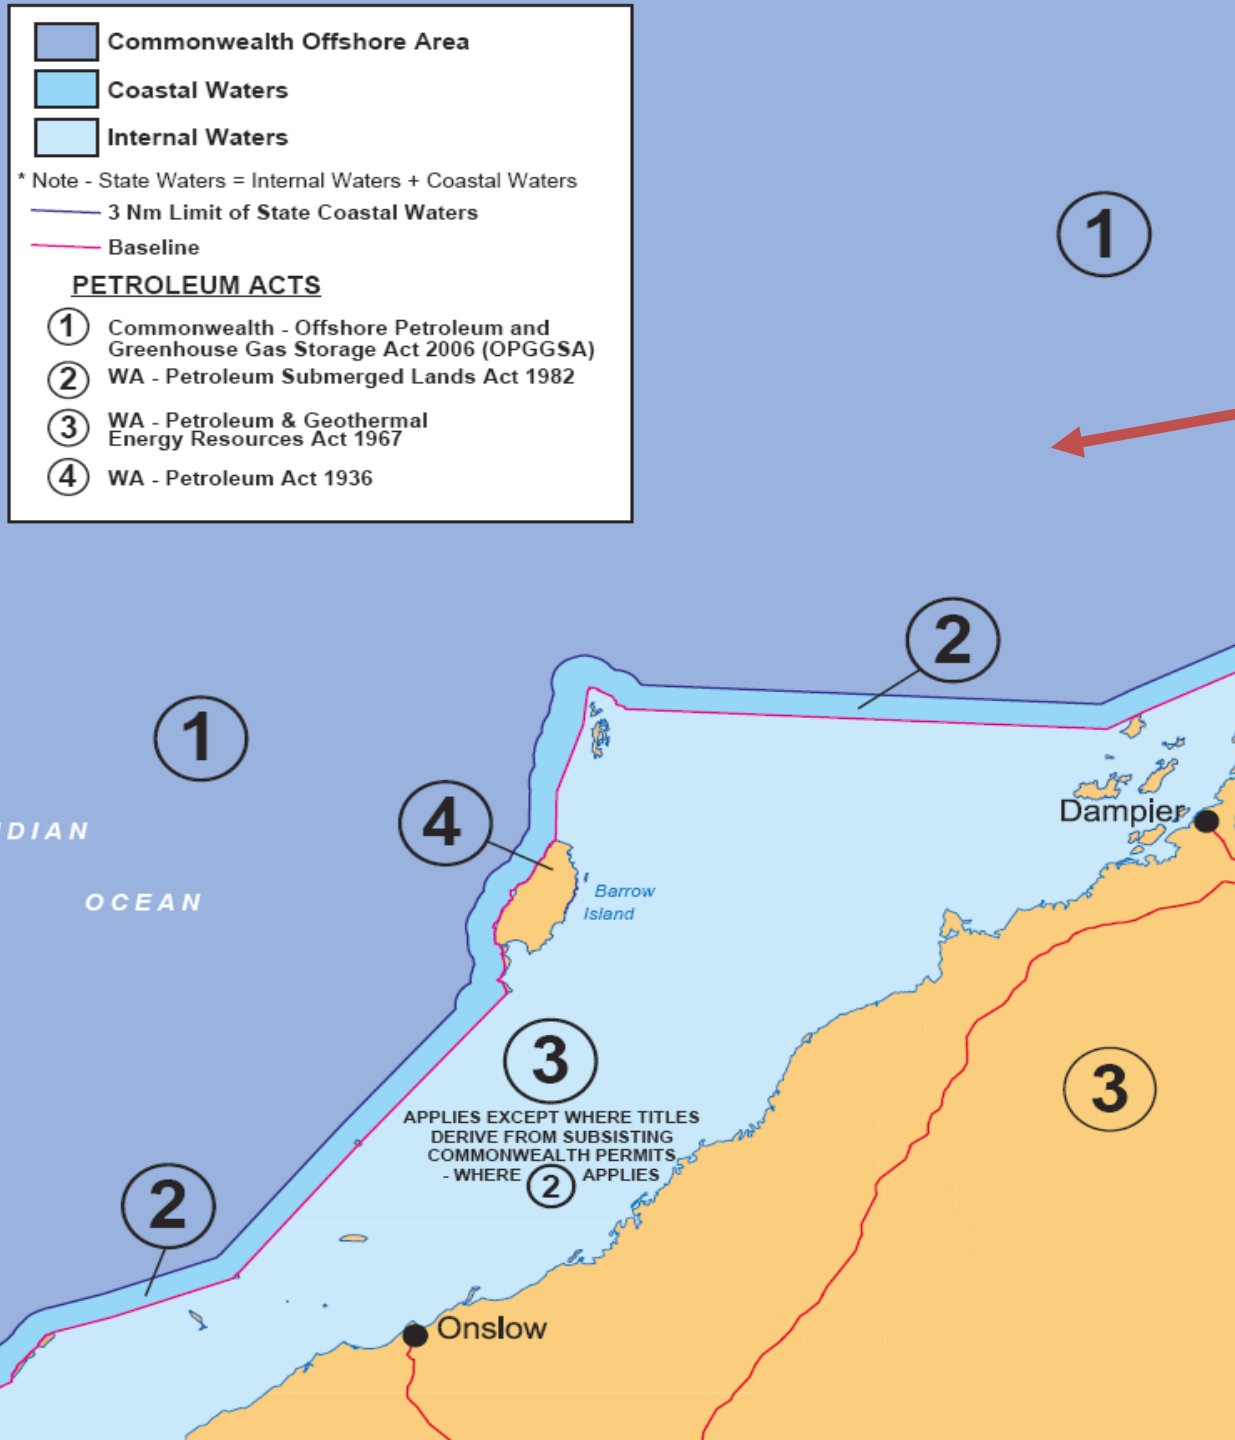 Commonwealth Offshore Area
Coastal Waters
Internal Waters
* Note - State Waters = Internal Waters + Coastal Waters
3 Nm Limit of State Coastal Waters
Baseline
PETROLEUM ACTS
1 Commonwealth - Offshore Petroleum and
Greenhouse Gas Storage Act 2006 (OPGGSA)
2 WA - Petroleum Submerged Lands Act 1982
3 WA - Petroleum & Geothermal
Energy Resources Act 1967
4 WA - Petroleum Act 1936
1
2
1
4
DIAN
OCEAN
Dampier
Barrow
Island
3
APPLIES EXCEPT WHERE TITLES
DERIVE FROM SUBSISTING
COMMONWEALTH PERMITS
- WHERE 2 APPLIES
3
2
Onslow